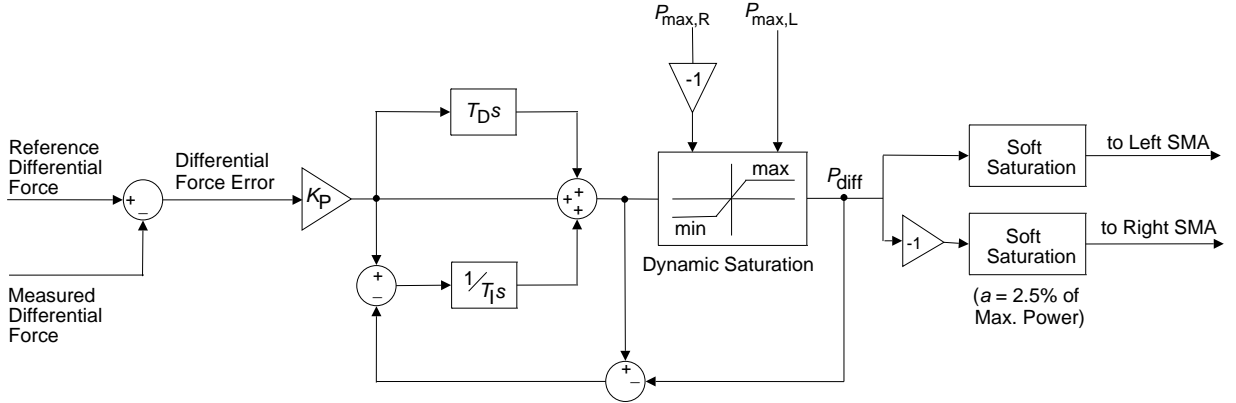 Reference
Differential
Force
Measured
Differential
Force
+
−
Differential
Force Error
KP
TDs
+
−
1/TIs
+
+
+
+
−
Pmax,R
Pmax,L
-1
max
min
Dynamic Saturation
Pdiff
-1
Soft
Saturation
to Left SMA
Soft
Saturation
to Right SMA
(a = 2.5% of
Max. Power)